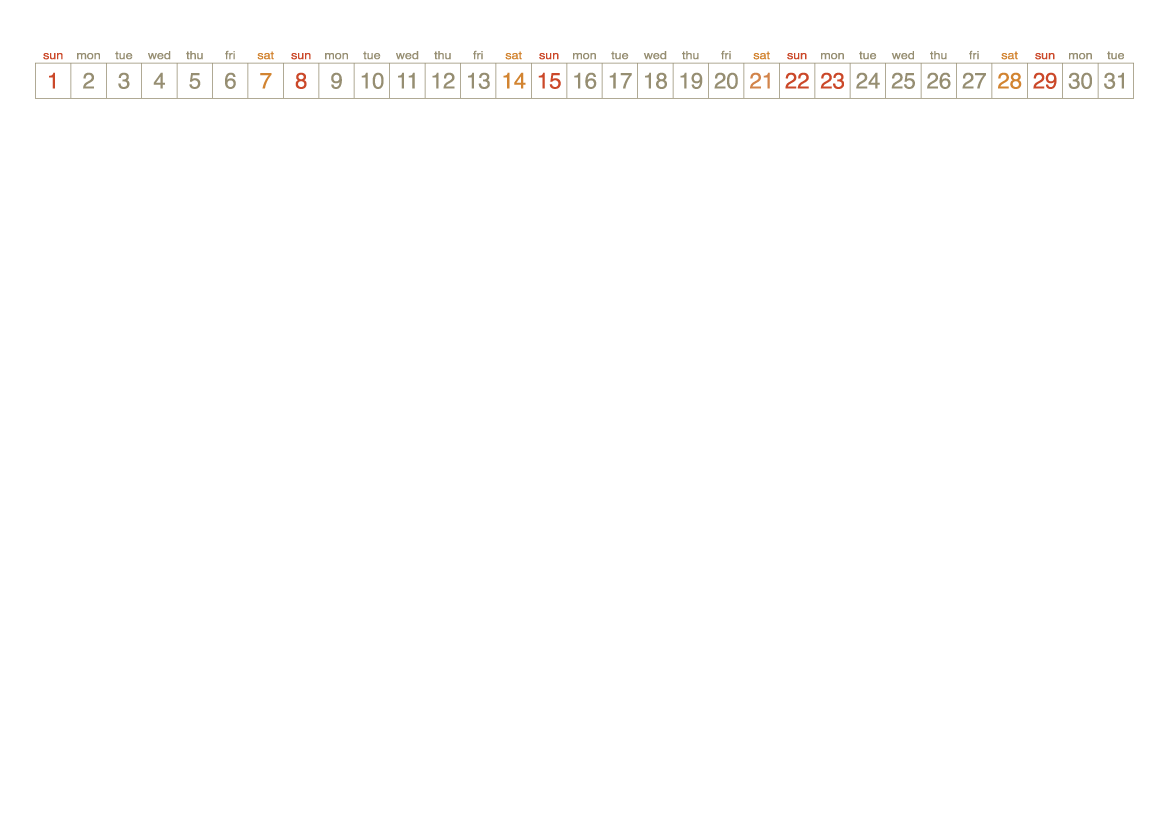 sun mon tue wed thu fri sat sun mon tue wed thu fri sat sun mon tue wed thu fri sat sun mon tue wed thu fri sat sun mon tue
1 2 3 4 5 6 7 8 9 10 11 12 13 14 15 16 17 18 19 20 21 22 23 24 25 26 27 28 29 30 31